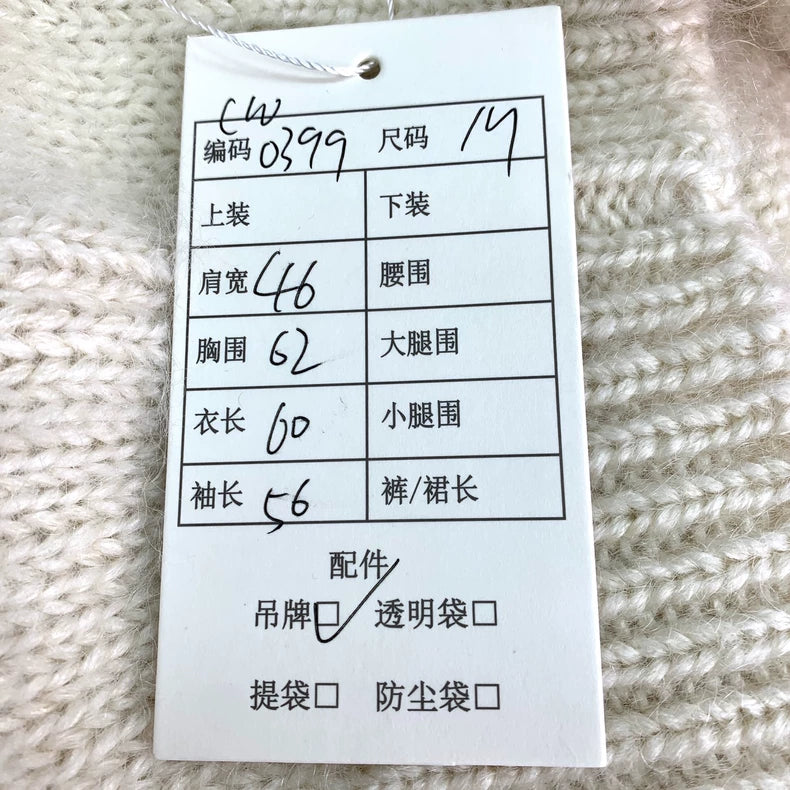 CW
编码 0399 尺码 14
上装 下装
肩宽 46 腰围
胸围 62 大腿围
衣长 60 小腿围
袖长 56 裤/裙长
配件
吊牌☑ 透明袋□
提袋□ 防尘袋□